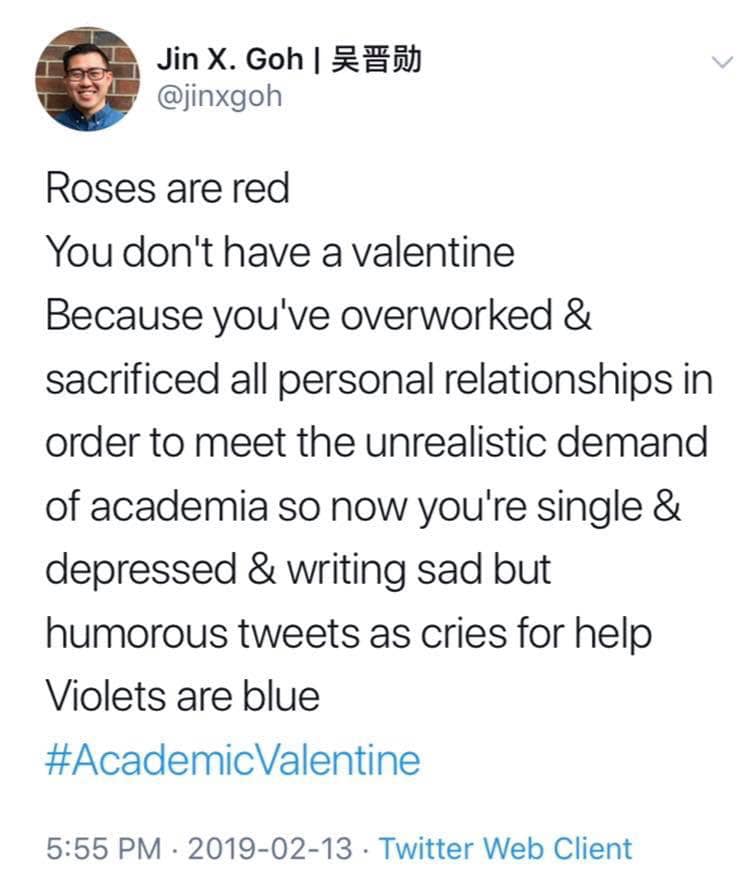 Jin X. Goh | 吴晋勋
@jinxgoh
Roses are red
You don't have a valentine
Because you've overworked &
sacrificed all personal relationships in
order to meet the unrealistic demand
of academia so now you're single &
depressed & writing sad but
humorous tweets as cries for help
Violets are blue
#AcademicValentine
5:55 PM · 2019-02-13 · Twitter Web Client